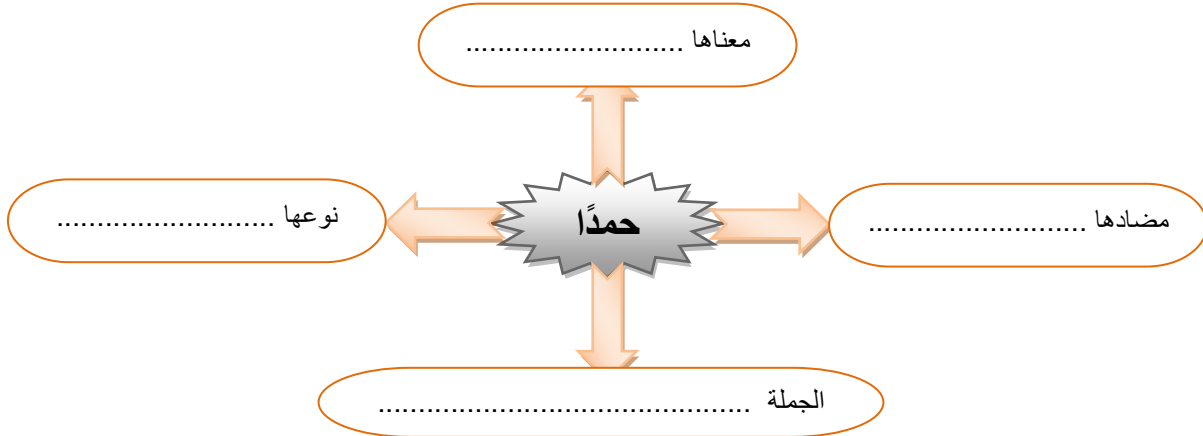 معناها ...........................
مضادها ...........................
حمدًا
نوعها ...........................
الجملة ..............................................